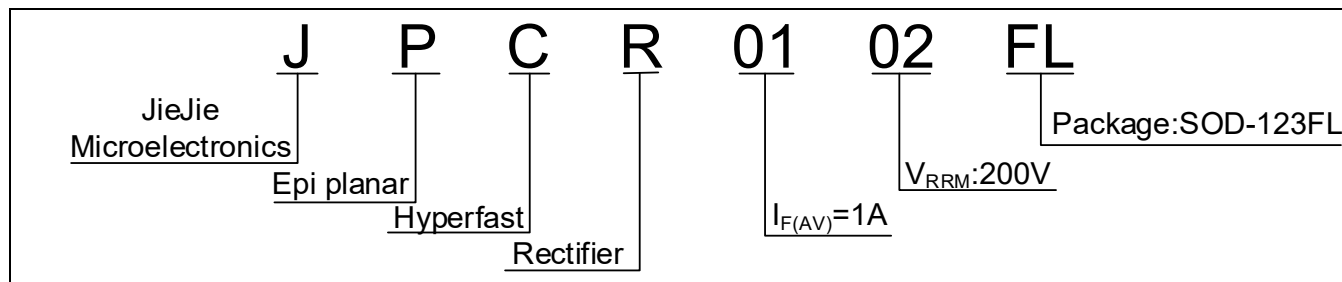 J P C R 01 02 FL
JieJie
Microelectronics
Package:SOD-123FL
VRRM:200V
Epi planar
Hyperfast
IF(AV)=1A
Rectifier